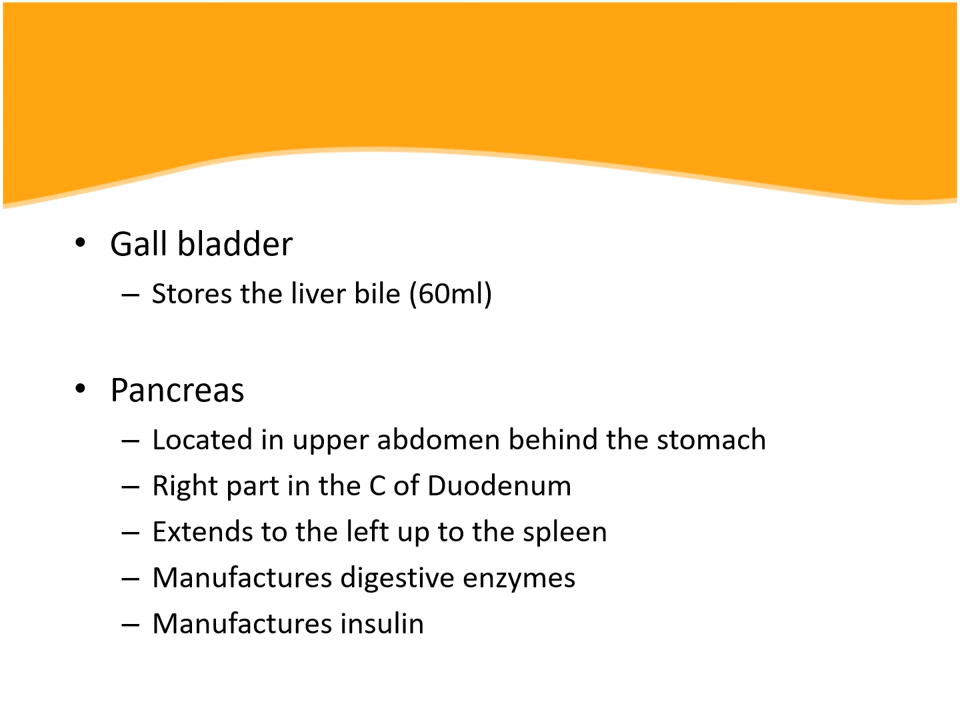 • Gall bladder
– Stores the liver bile (60ml)
• Pancreas
– Located in upper abdomen behind the stomach
– Right part in the C of Duodenum
– Extends to the left up to the spleen
– Manufactures digestive enzymes
– Manufactures insulin